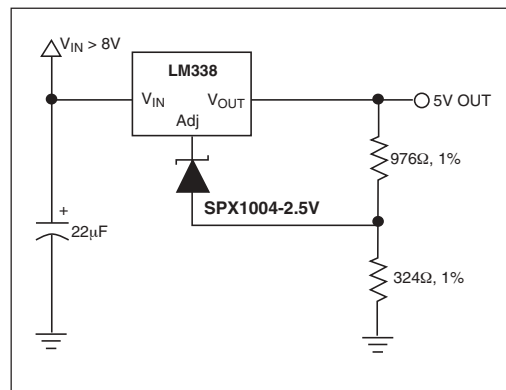 V_IN > 8V
LM338
V_IN V_OUT
Adj
5V OUT
976Ω, 1%
SPX1004-2.5V
+
22μF
324Ω, 1%